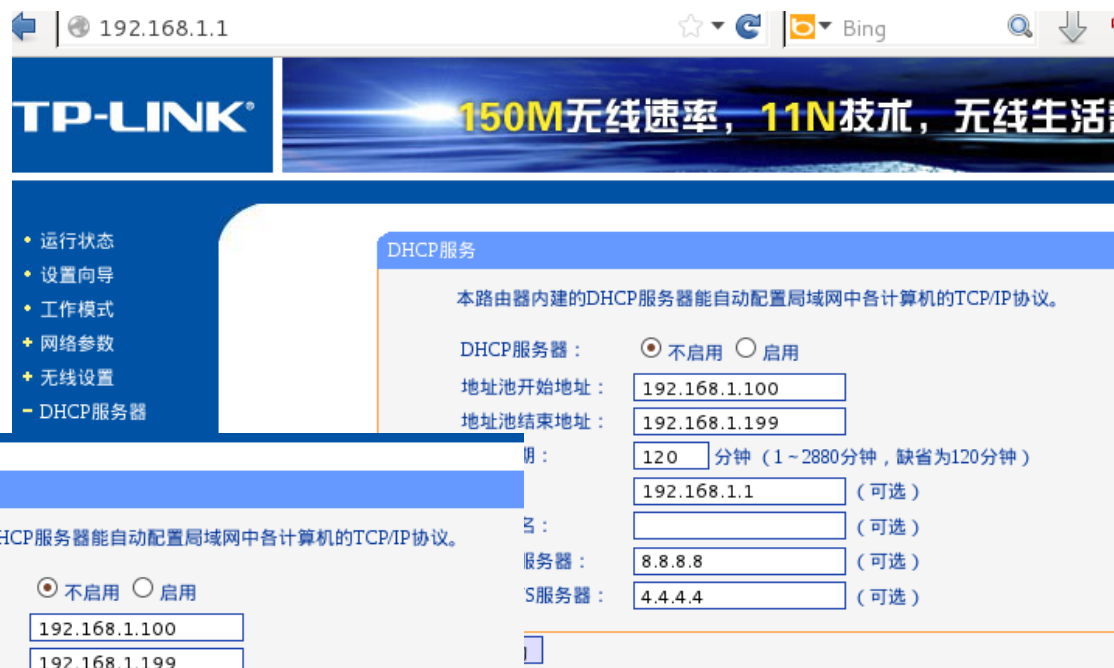 192.168.1.1
Bing
TP-LINK®
150M无线速率，11N技术，无线生活
运行状态
设置向导
工作模式
网络参数
无线设置
DHCP服务器
DHCP服务
本路由器内建的DHCP服务器能自动配置局域网中各计算机的TCP/IP协议。
DHCP服务器： 不启用 启用
地址池开始地址： 192.168.1.100
地址池结束地址： 192.168.1.199
期： 120 分钟（1～2880分钟，缺省为120分钟）
192.168.1.1 （可选）
名： （可选）
服务器： 8.8.8.8 （可选）
S服务器： 4.4.4.4 （可选）
HCP服务器能自动配置局域网中各计算机的TCP/IP协议。
不启用 启用
192.168.1.100
192.168.1.199